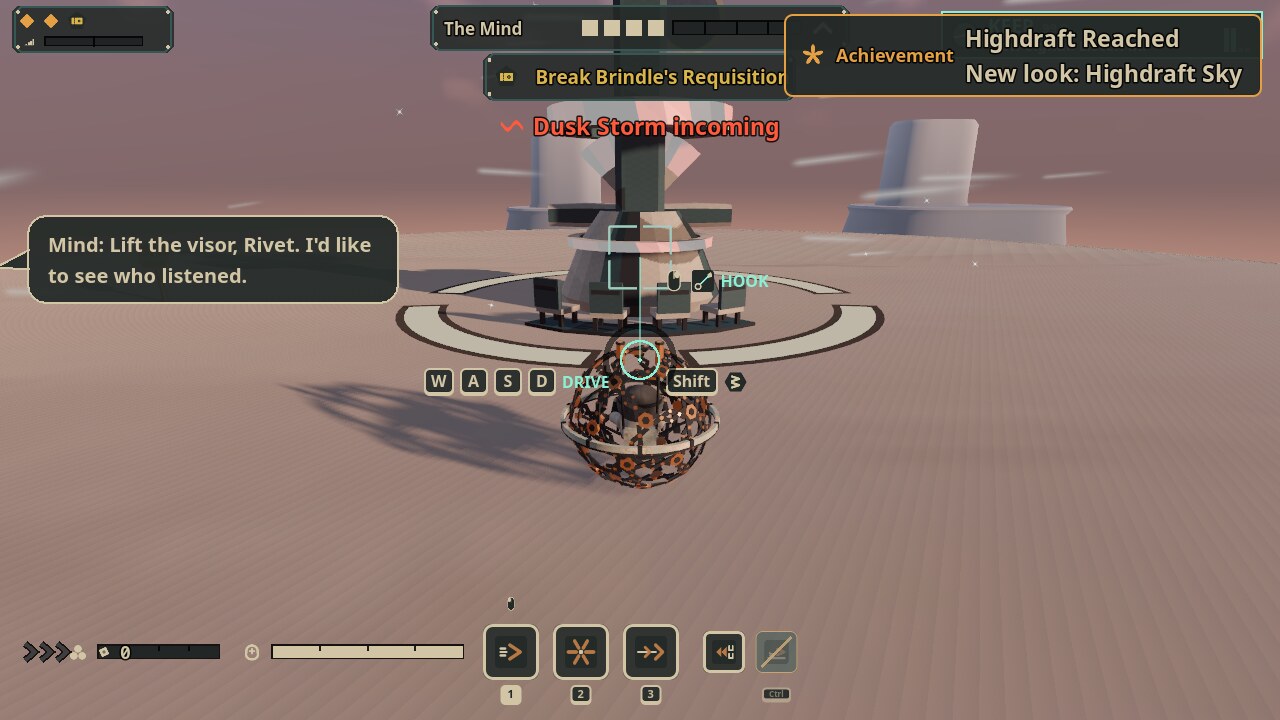 The Mind
Break Brindle's Requisition
Achievement
Highdraft Reached
New look: Highdraft Sky
Dusk Storm incoming
Mind: Lift the visor, Rivet. I'd like
to see who listened.
HOOK
W A S D DRIVE
Shift
0
1 2 3 Ctrl